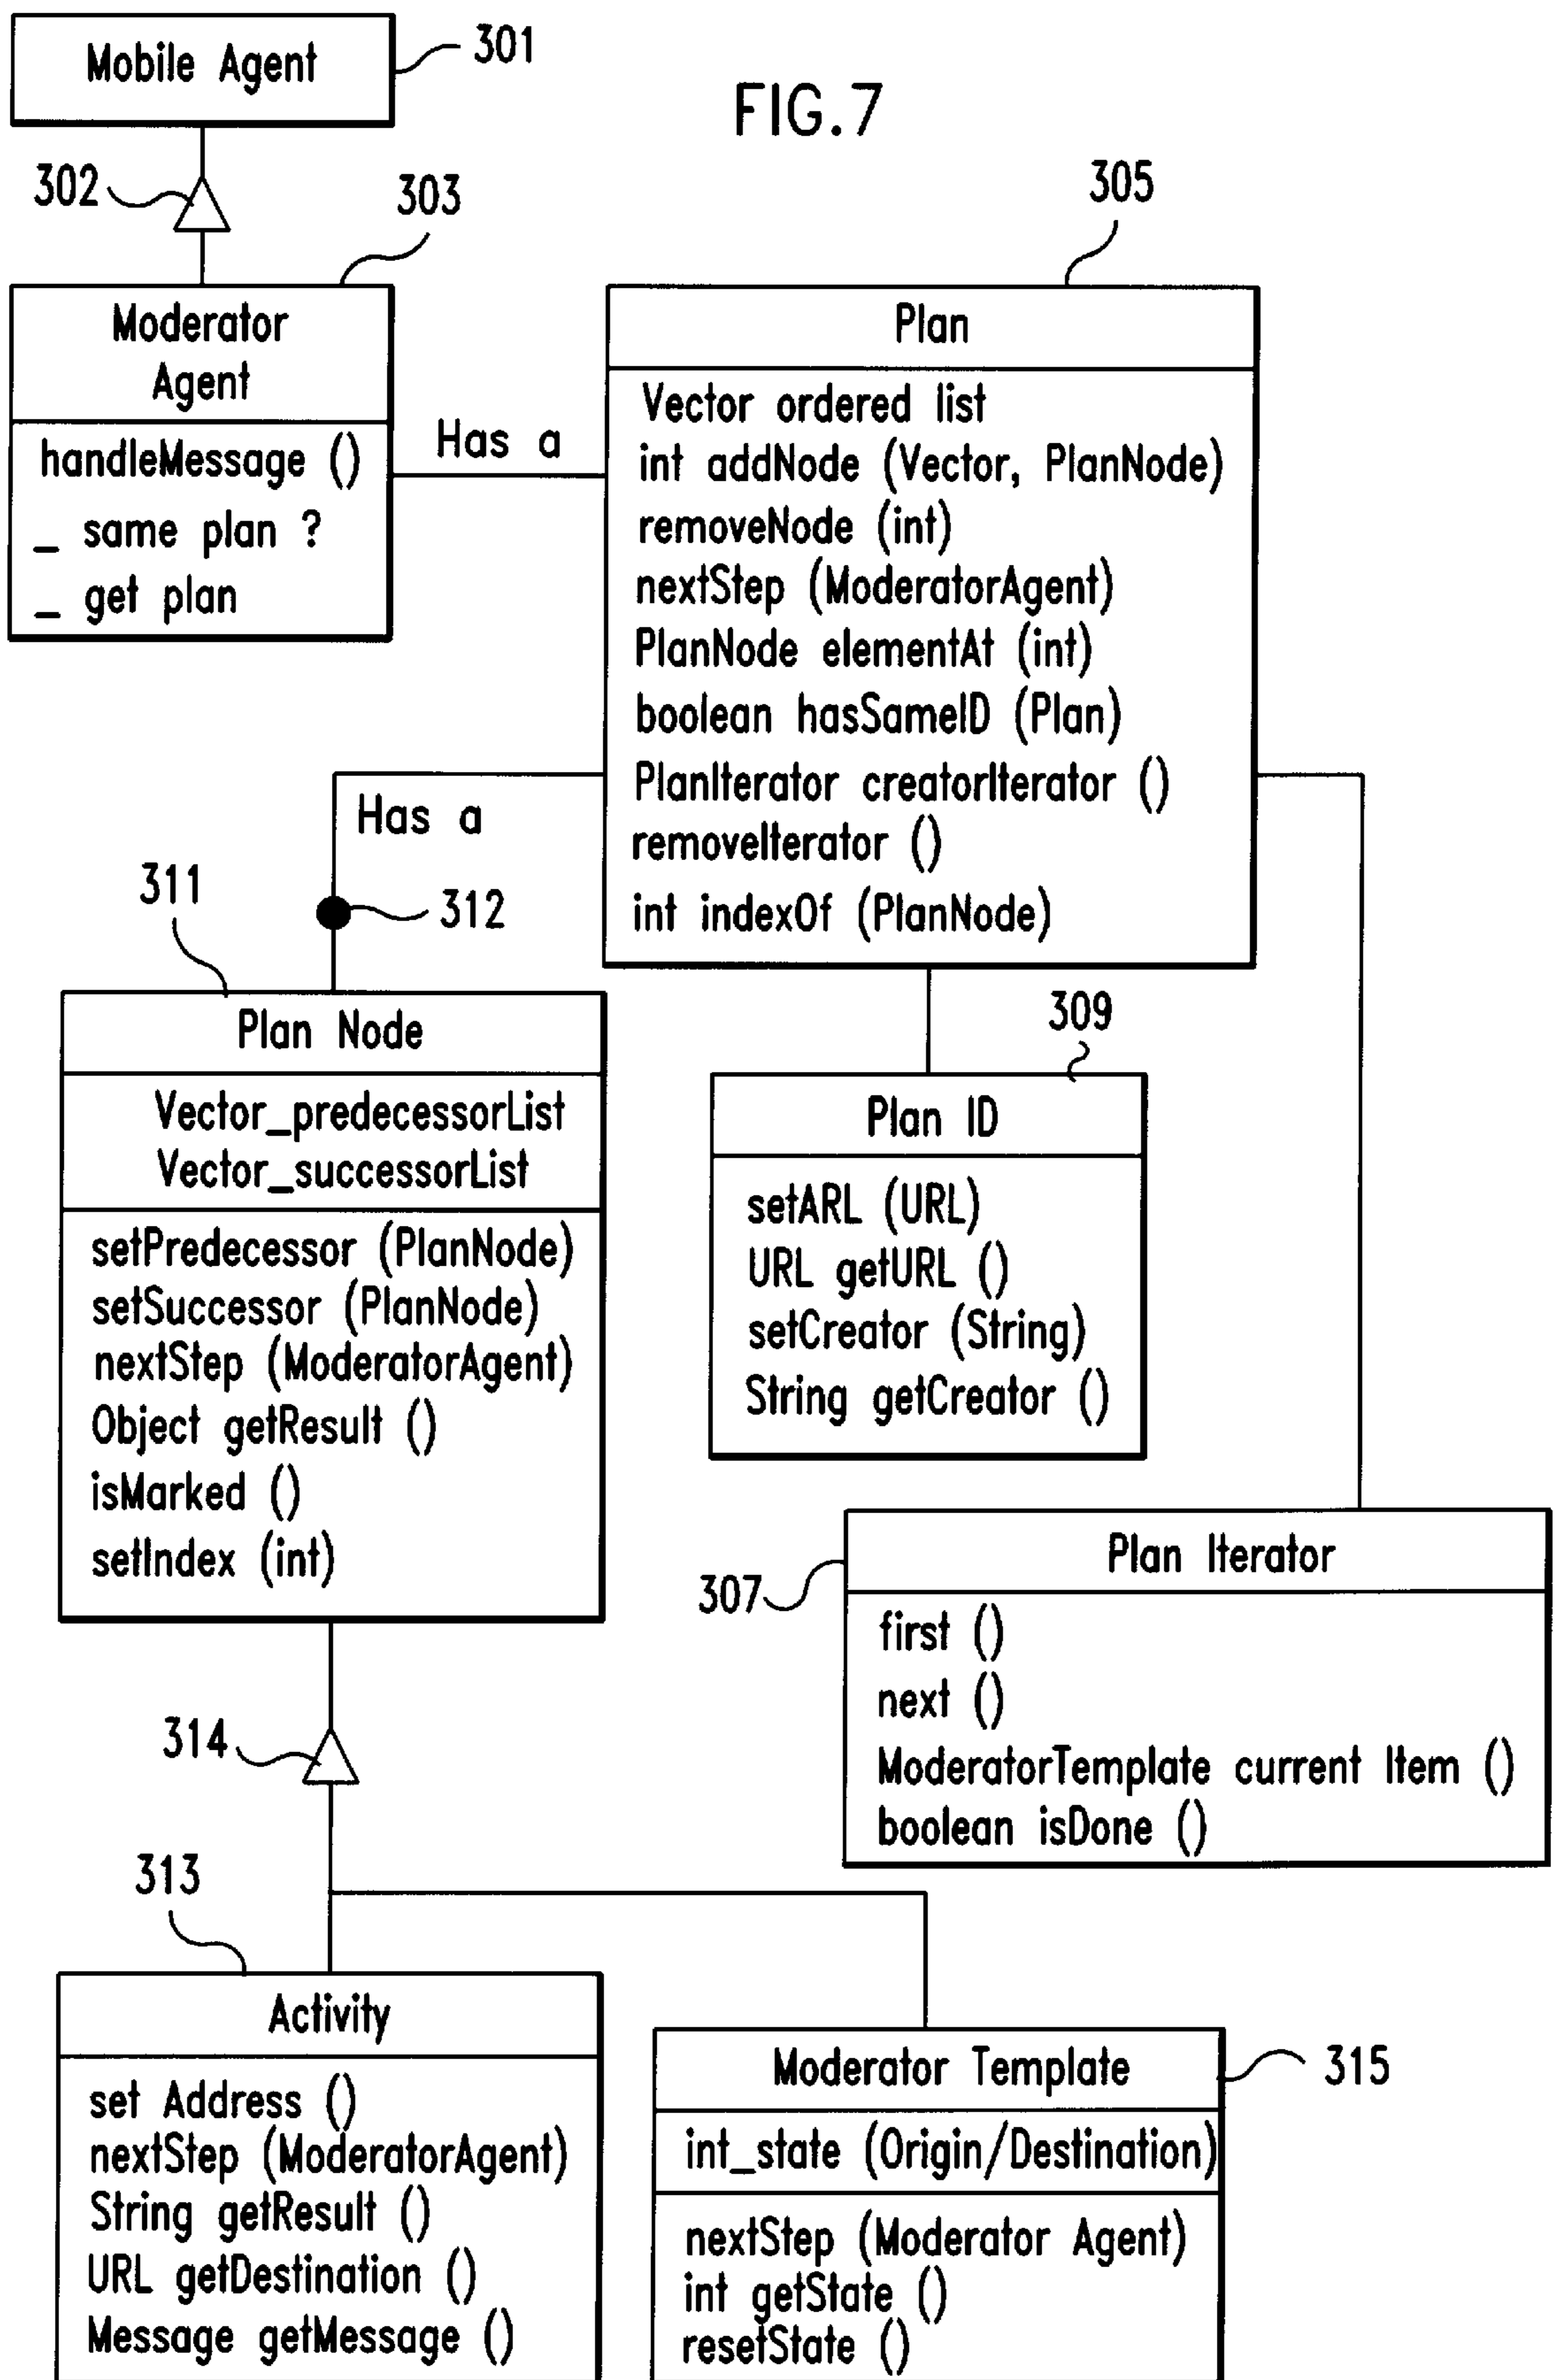 Mobile Agent
301
FIG.7
302
303
305
Moderator
Agent
handleMessage ()
_ same plan ?
_ get plan
Has a
Plan
Vector ordered list
int addNode (Vector, PlanNode)
removeNode (int)
nextStep (ModeratorAgent)
PlanNode elementAt (int)
boolean hasSameID (Plan)
PlanIterator creatorIterator ()
removeIterator ()
int indexOf (PlanNode)
Has a
311
312
Plan Node
Vector_predecessorList
Vector_successorList
setPredecessor (PlanNode)
setSuccessor (PlanNode)
nextStep (ModeratorAgent)
Object getResult ()
isMarked ()
setIndex (int)
309
Plan ID
setARL (URL)
URL getURL ()
setCreator (String)
String getCreator ()
307
Plan Iterator
first ()
next ()
ModeratorTemplate current Item ()
boolean isDone ()
314
313
Activity
set Address ()
nextStep (ModeratorAgent)
String getResult ()
URL getDestination ()
Message getMessage ()
Moderator Template
315
int_state (Origin/Destination)
nextStep (Moderator Agent)
int getState ()
resetState ()